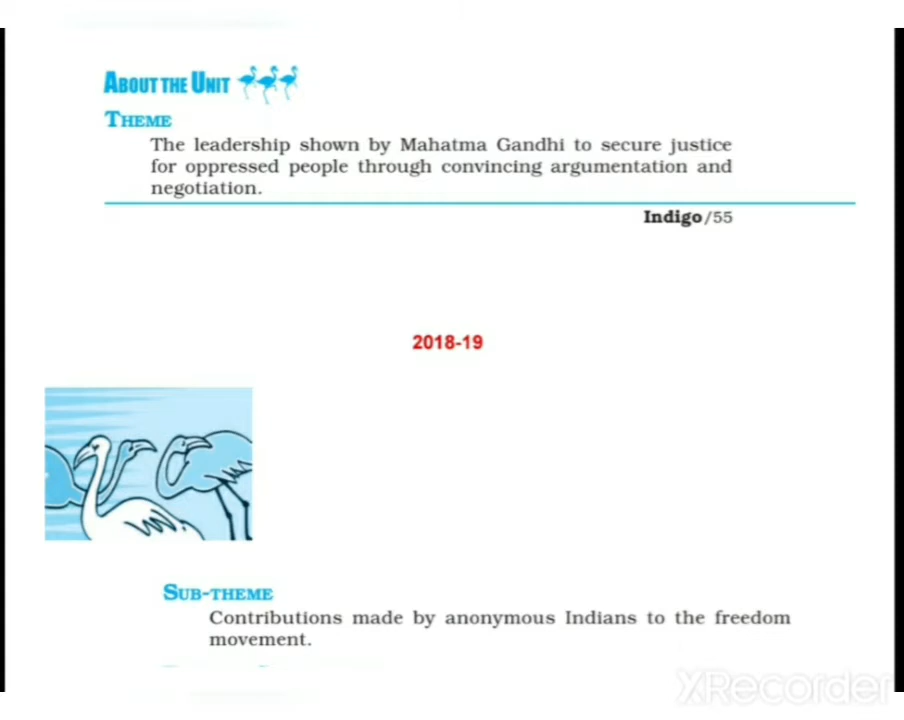 ABOUT THE UNIT
THEME
The leadership shown by Mahatma Gandhi to secure justice
for oppressed people through convincing argumentation and
negotiation.
Indigo/55
2018-19
SUB-THEME
Contributions made by anonymous Indians to the freedom
movement.
XRecorder